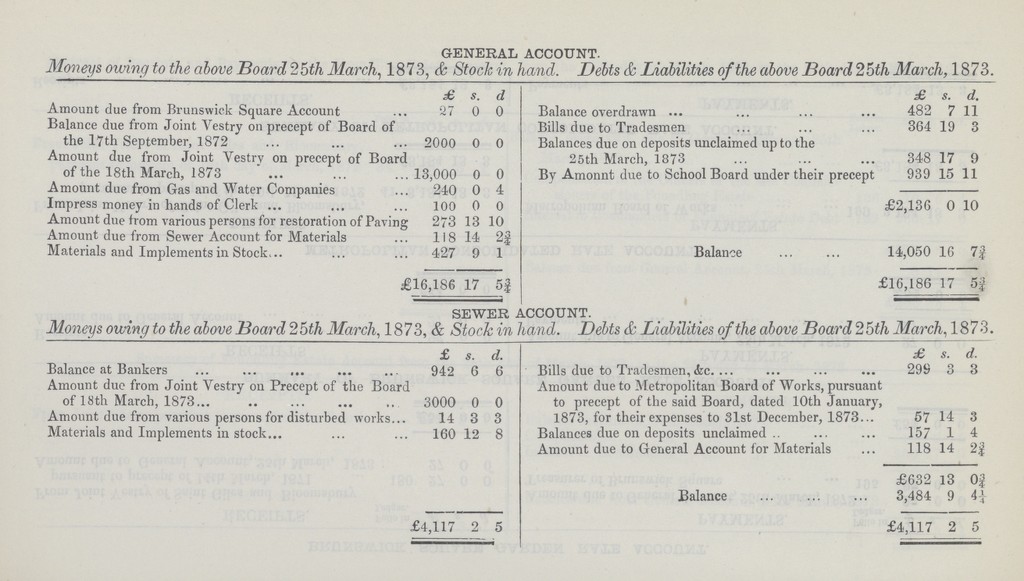 GENERAL ACCOUNT.
Moneys owing to the above Board 25th March, 1873, & Stock in hand. Debts & Liabilities of the above Board 25th March, 1873.
£ s. d
Amount due from Brunswick Square Account ... 27 0 0
Balance due from Joint Vestry on precept of Board of
the 17th September, 1872 ... ... ... 2000 0 0
Amount due from Joint Vestry on precept of Board
of the 18th March, 1873 ... ... ... 13,000 0 0
Amount due from Gas and Water Companies ... 240 0 4
Impress money in hands of Clerk ... ... ... 100 0 0
Amount due from various persons for restoration of Paving 273 13 10
Amount due from Sewer Account for Materials ... 118 14 2¾
Materials and Implements in Stock... ... ... 427 9 1
£16,186 17 5¾
£ s. d.
Balance overdrawn ... ... ... ... 482 7 11
Bills due to Tradesmen ... ... ... 364 19 3
Balances due on deposits unclaimed up to the
25th March, 1873 ... ... ... 348 17 9
By Amonnt due to School Board under their precept 939 15 11
£2,136 0 10
Balance ... ... 14,050 16 7¾
£16,186 17 5¾
SEWER ACCOUNT.
Moneys owing to the above Board 25th March, 1873, & Stock in hand. Debts & Liabilities of the above Board 25th March, 1873.
£ s. d.
Balance at Bankers ... ... ... ... ... 942 6 6
Amount due from Joint Vestry on Precept of the Board
of 18th March, 1873... .. ... ... .. 3000 0 0
Amount due from various persons for disturbed works... 14 3 3
Materials and Implements in stock... ... ... 160 12 8
£4,117 2 5
£ s. d.
Bills due to Tradesmen, &c. ... ... ... ... 299 3 3
Amount due to Metropolitan Board of Works, pursuant
to precept of the said Board, dated 10th January,
1873, for their expenses to 31st December, 1873... 57 14 3
Balances due on deposits unclaimed .. ... ... 157 1 4
Amount due to General Account for Materials ... 118 14 2¾
£632 13 0¾
Balance ... ... ... 3,484 9 4¼
£4,117 2 5